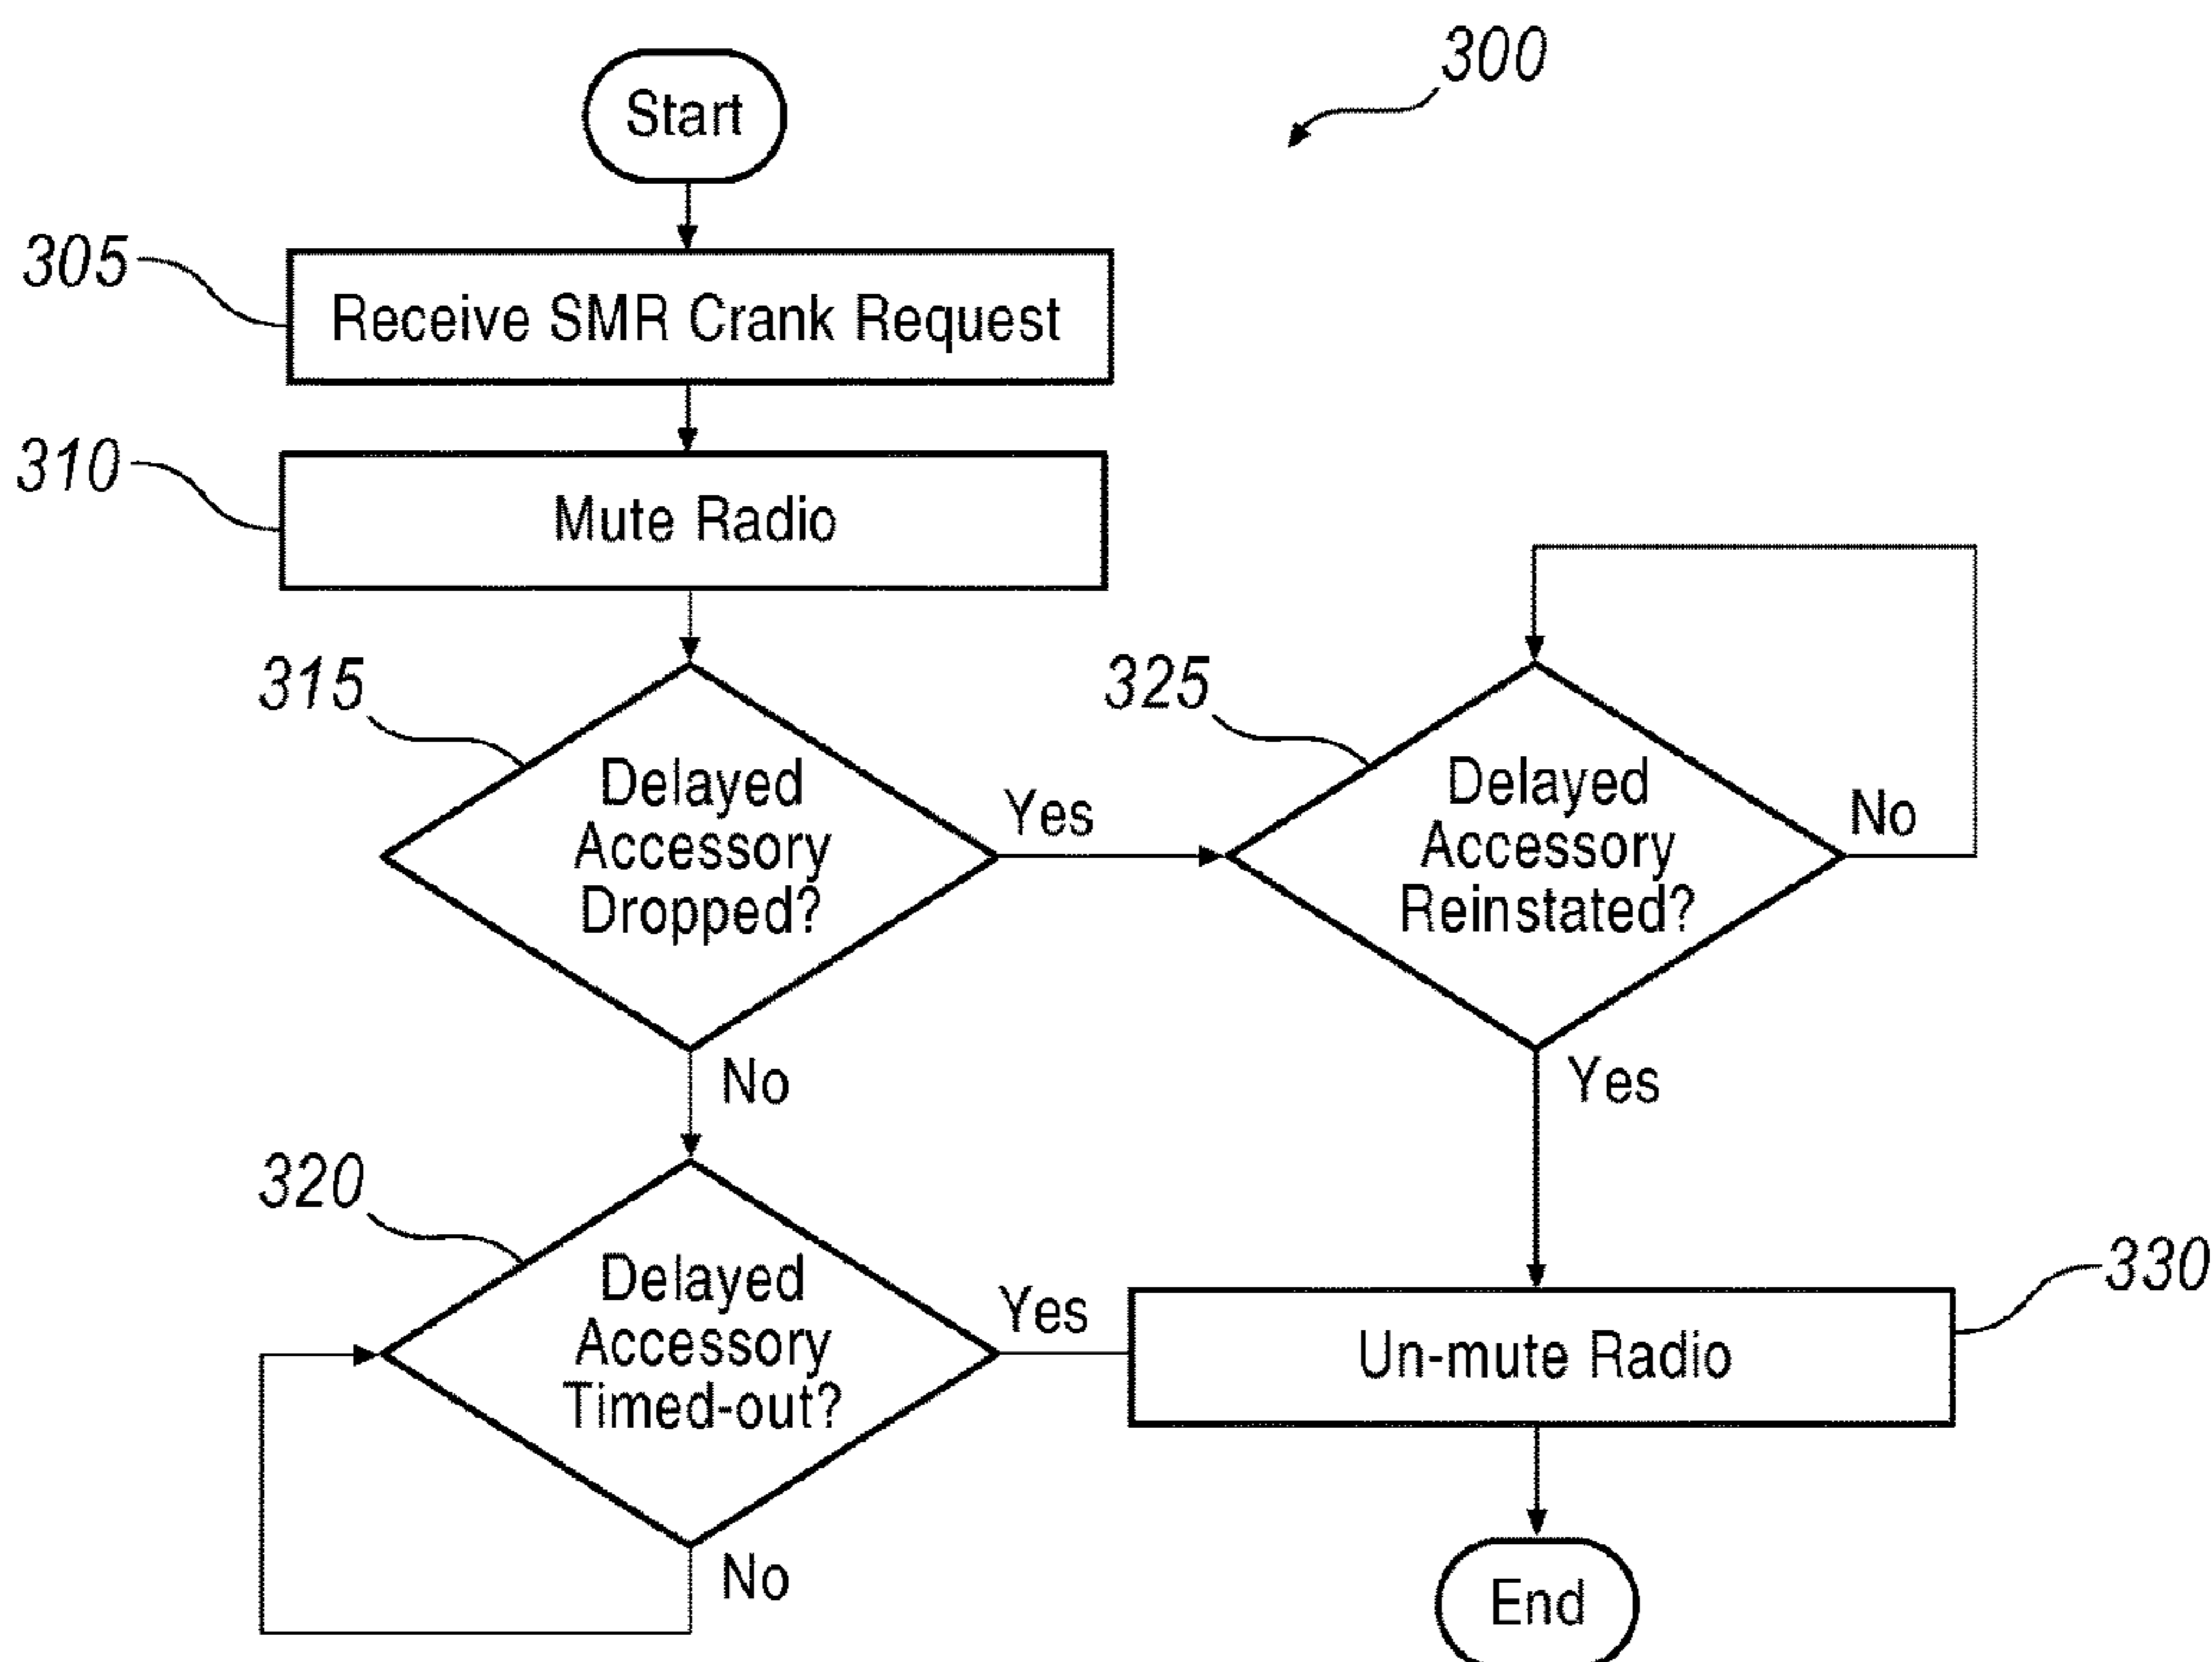 300
Start
305
Receive SMR Crank Request
310
Mute Radio
315
Delayed
Accessory
Dropped?
Yes
325
Delayed
Accessory
Reinstated?
No
No
Yes
320
Delayed
Accessory
Timed-out?
Yes
No
Un-mute Radio
330
End